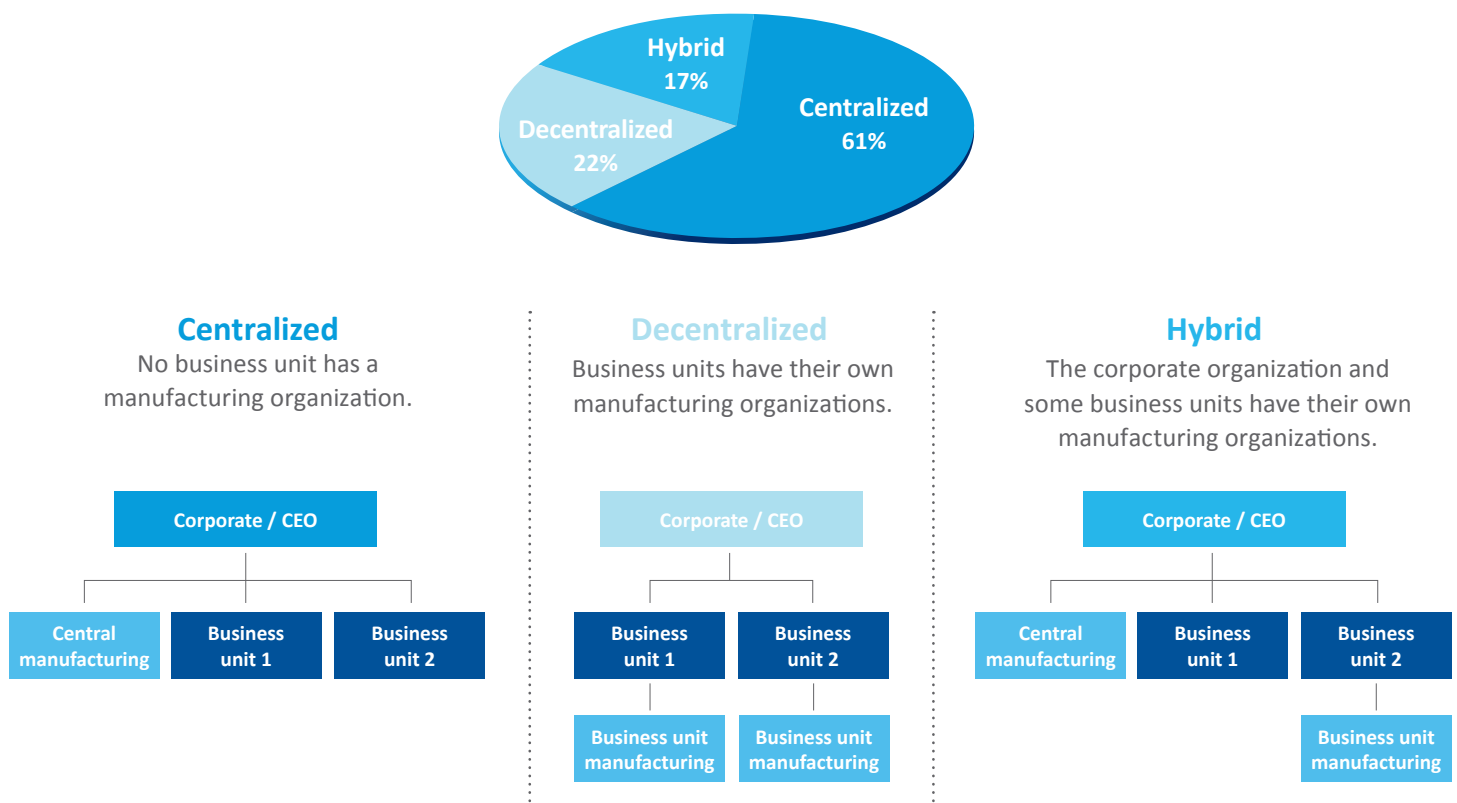 Hybrid
17%
Centralized
61%
Decentralized
22%
Centralized
No business unit has a
manufacturing organization.
Corporate / CEO
Central
manufacturing
Business
unit 1
Business
unit 2
Decentralized
Business units have their own
manufacturing organizations.
Corporate / CEO
Business
unit 1
Business
unit 2
Business unit
manufacturing
Business unit
manufacturing
Hybrid
The corporate organization and
some business units have their own
manufacturing organizations.
Corporate / CEO
Central
manufacturing
Business
unit 1
Business
unit 2
Business unit
manufacturing